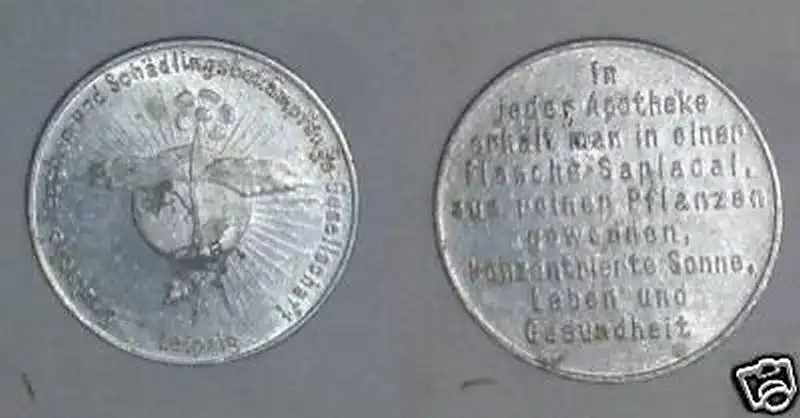 und Schädlingsbekämpfungs-Gesellschaft
Leipzig
in
jeder Apotheke
erhält man in einer
Flasche
aus reinen Pflanzen
gewonnen,
Konzentrierte Sonne,
Leben und
Gesundheit